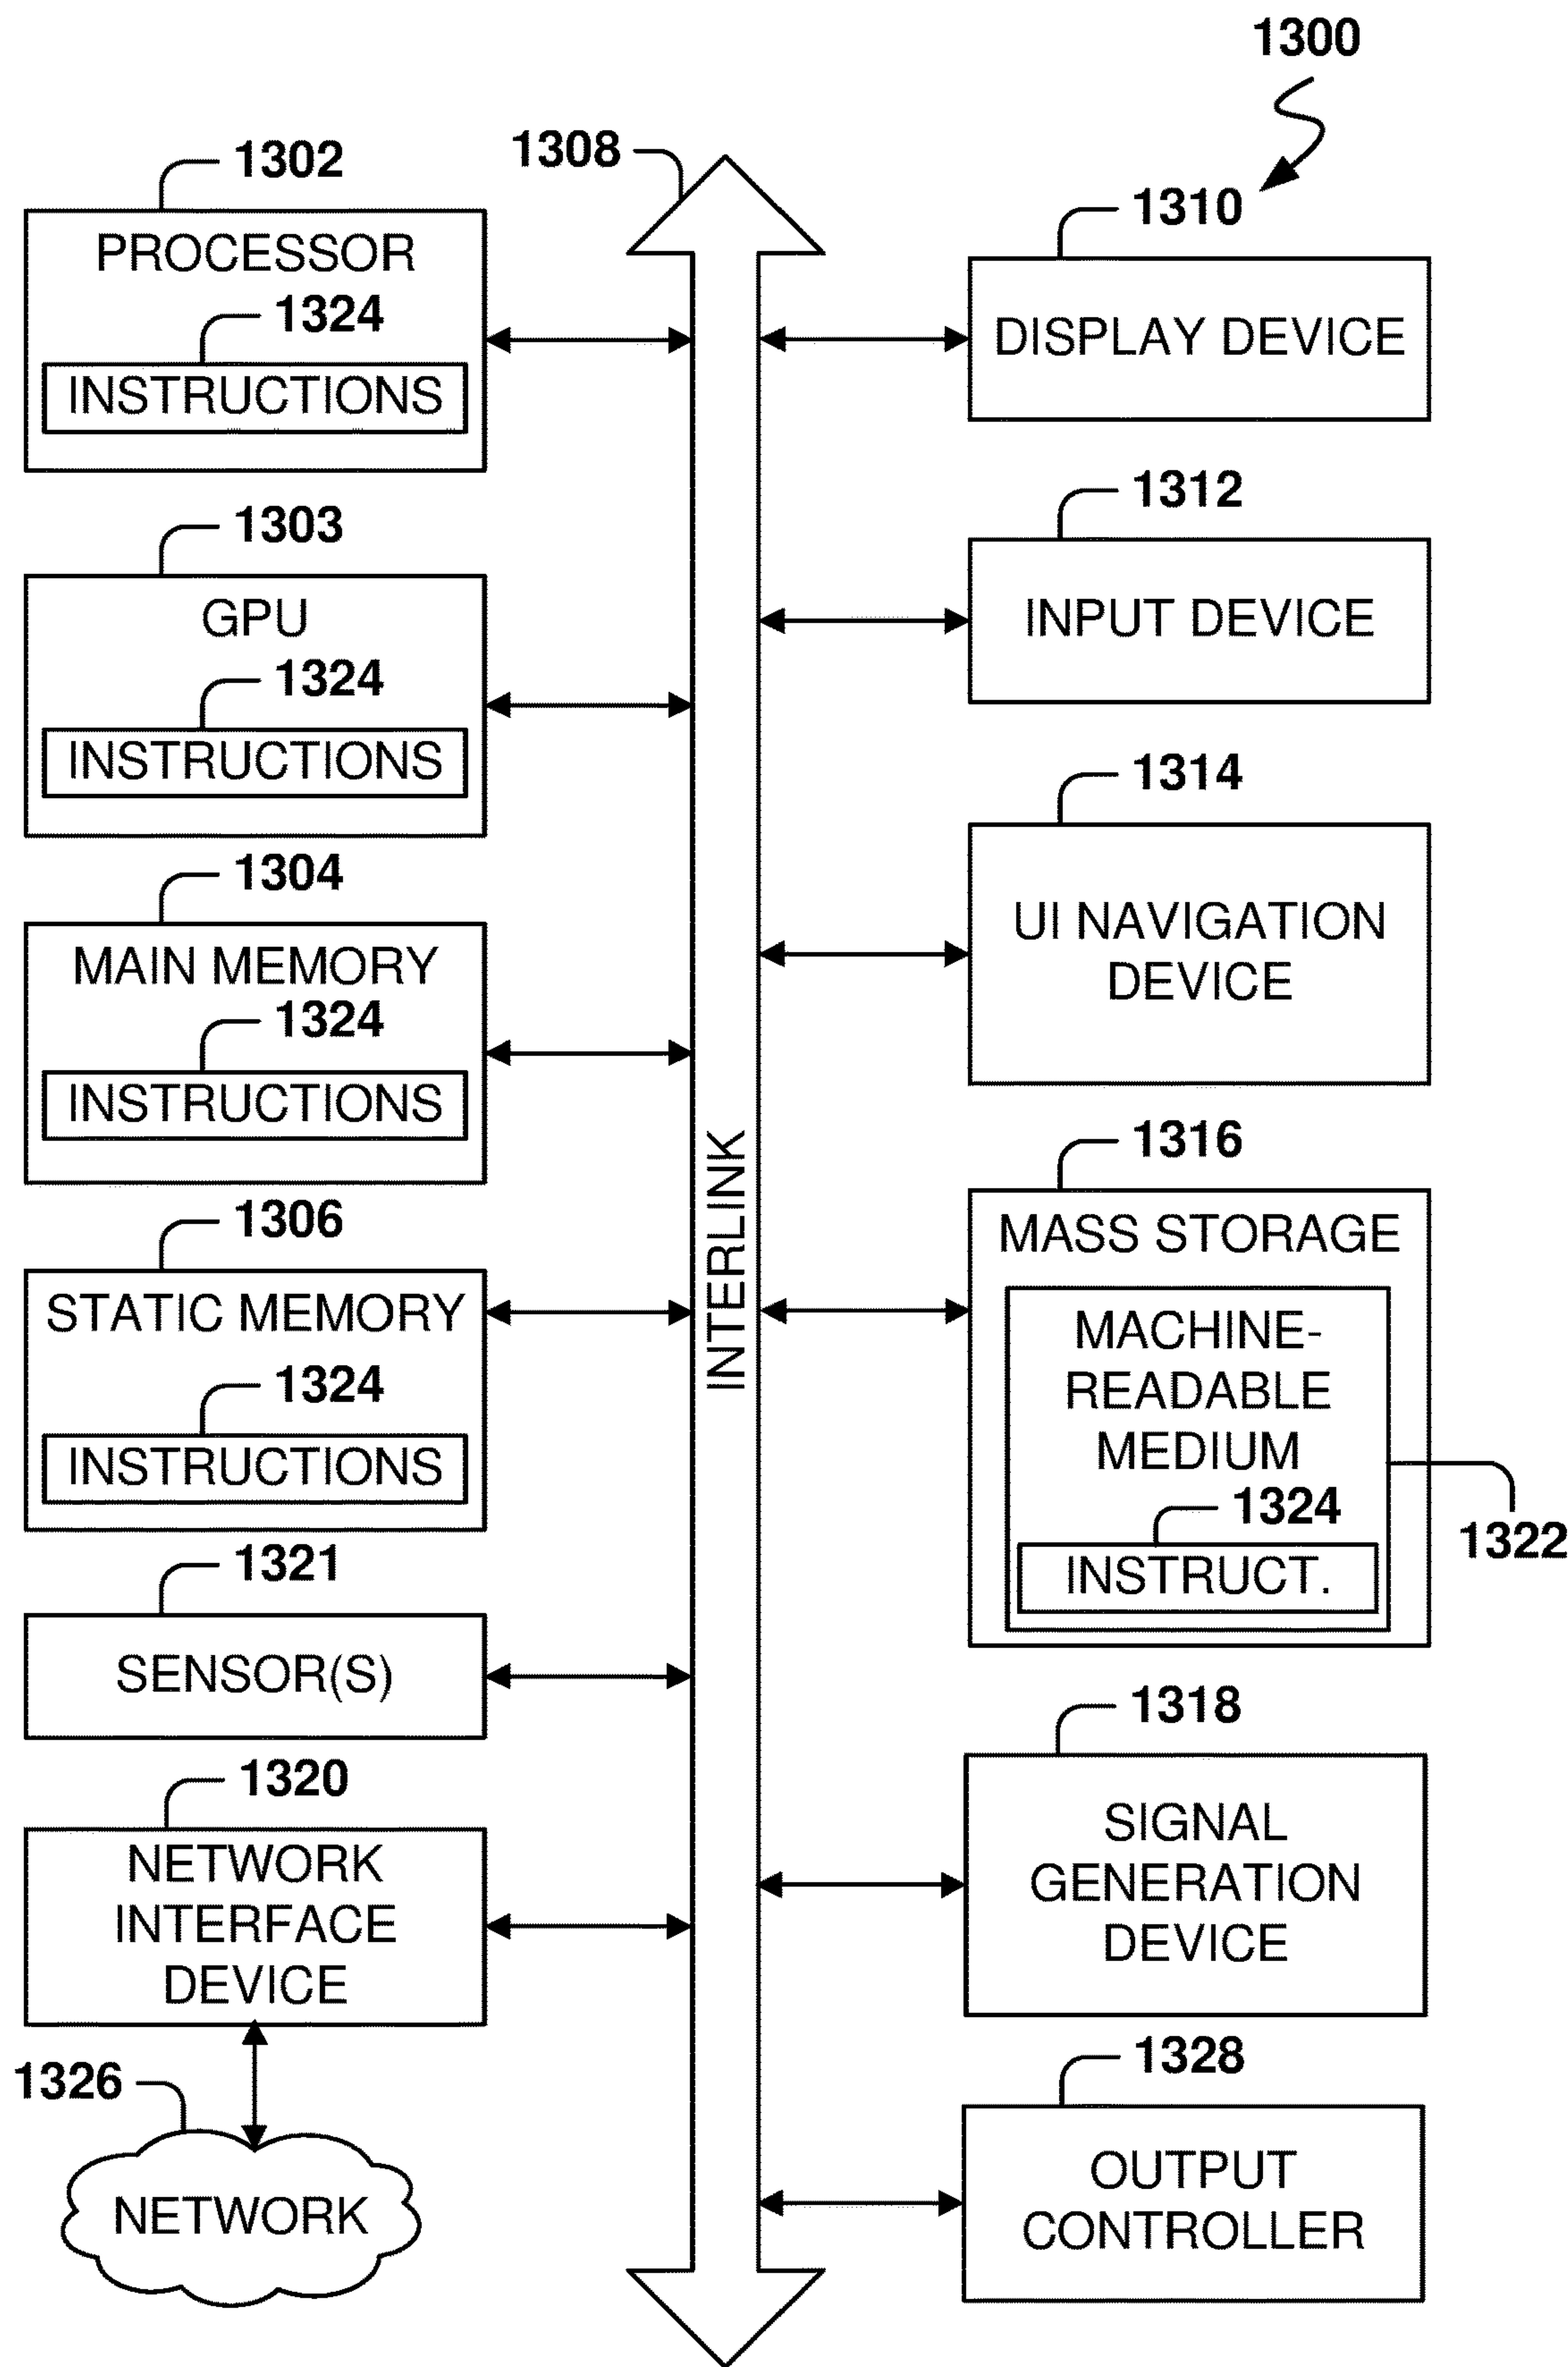 1300
1302
PROCESSOR
1324
INSTRUCTIONS
1303
GPU
1324
INSTRUCTIONS
1304
MAIN MEMORY
1324
INSTRUCTIONS
1306
STATIC MEMORY
1324
INSTRUCTIONS
1321
SENSOR(S)
1320
NETWORK
INTERFACE
DEVICE
1326
NETWORK
1308
INTERLINK
1310
DISPLAY DEVICE
1312
INPUT DEVICE
1314
UI NAVIGATION
DEVICE
1316
MASS STORAGE
MACHINE-
READABLE
MEDIUM
1324
INSTRUCT.
1322
1318
SIGNAL
GENERATION
DEVICE
1328
OUTPUT
CONTROLLER